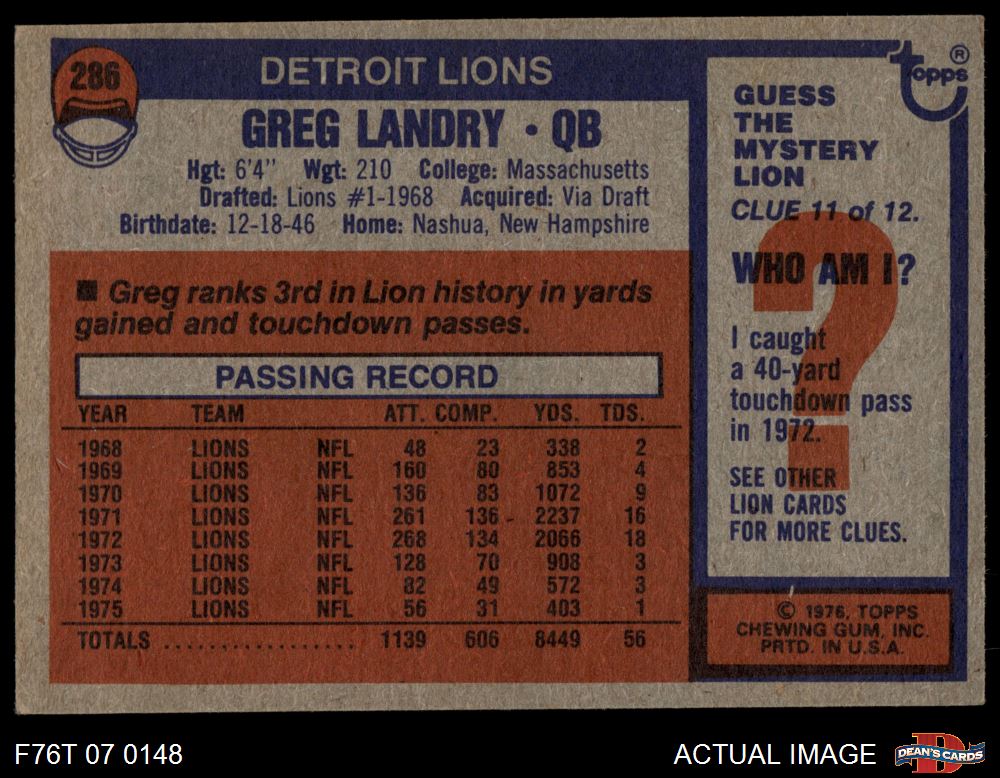 286
DETROIT LIONS
GREG LANDRY · QB
Hgt: 6'4" Wgt: 210 College: Massachusetts
Drafted: Lions #1-1968 Acquired: Via Draft
Birthdate: 12-18-46 Home: Nashua, New Hampshire
■ Greg ranks 3rd in Lion history in yards
gained and touchdown passes.
PASSING RECORD
YEAR TEAM ATT. COMP. YDS. TDS.
1968 LIONS NFL 48 23 338 2
1969 LIONS NFL 160 80 853 4
1970 LIONS NFL 136 83 1072 9
1971 LIONS NFL 261 136 2237 16
1972 LIONS NFL 268 134 2066 18
1973 LIONS NFL 128 70 908 3
1974 LIONS NFL 82 49 572 3
1975 LIONS NFL 56 31 403 1
TOTALS .................. 1139 606 8449 56
Topps ®
GUESS
THE
MYSTERY
LION
CLUE 11 of 12.
?
WHO AM I?
I caught
a 40-yard
touchdown pass
in 1972.
SEE OTHER
LION CARDS
FOR MORE CLUES.
© 1976, TOPPS
CHEWING GUM, INC.
PRTD. IN U.S.A.
F76T 07 0148
ACTUAL IMAGE
DEAN'S CARDS